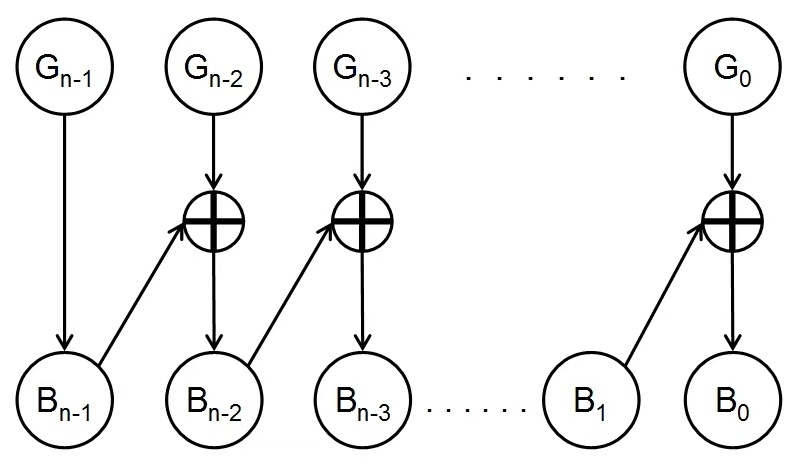 Gn-1 Gn-2 Gn-3 . . . . . . G0
Bn-1 Bn-2 Bn-3 . . . . . . B1 B0